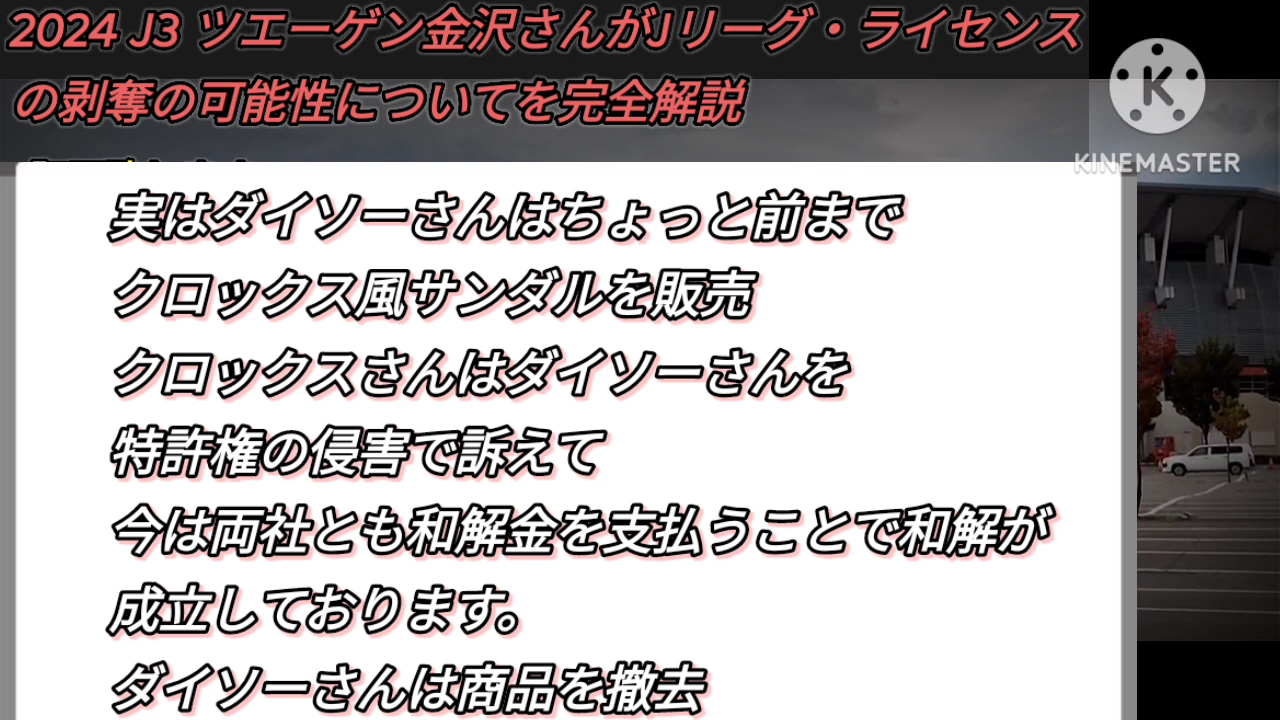 2024 J3 ツエーゲン金沢さんがJリーグ・ライセンス
の剥奪の可能性についてを完全解説
K
KINEMASTER
実はダイソーさんはちょっと前まで
クロックス風サンダルを販売
クロックスさんはダイソーさんを
特許権の侵害で訴えて
今は両社とも和解金を支払うことで和解が
成立しております。
ダイソーさんは商品を撤去